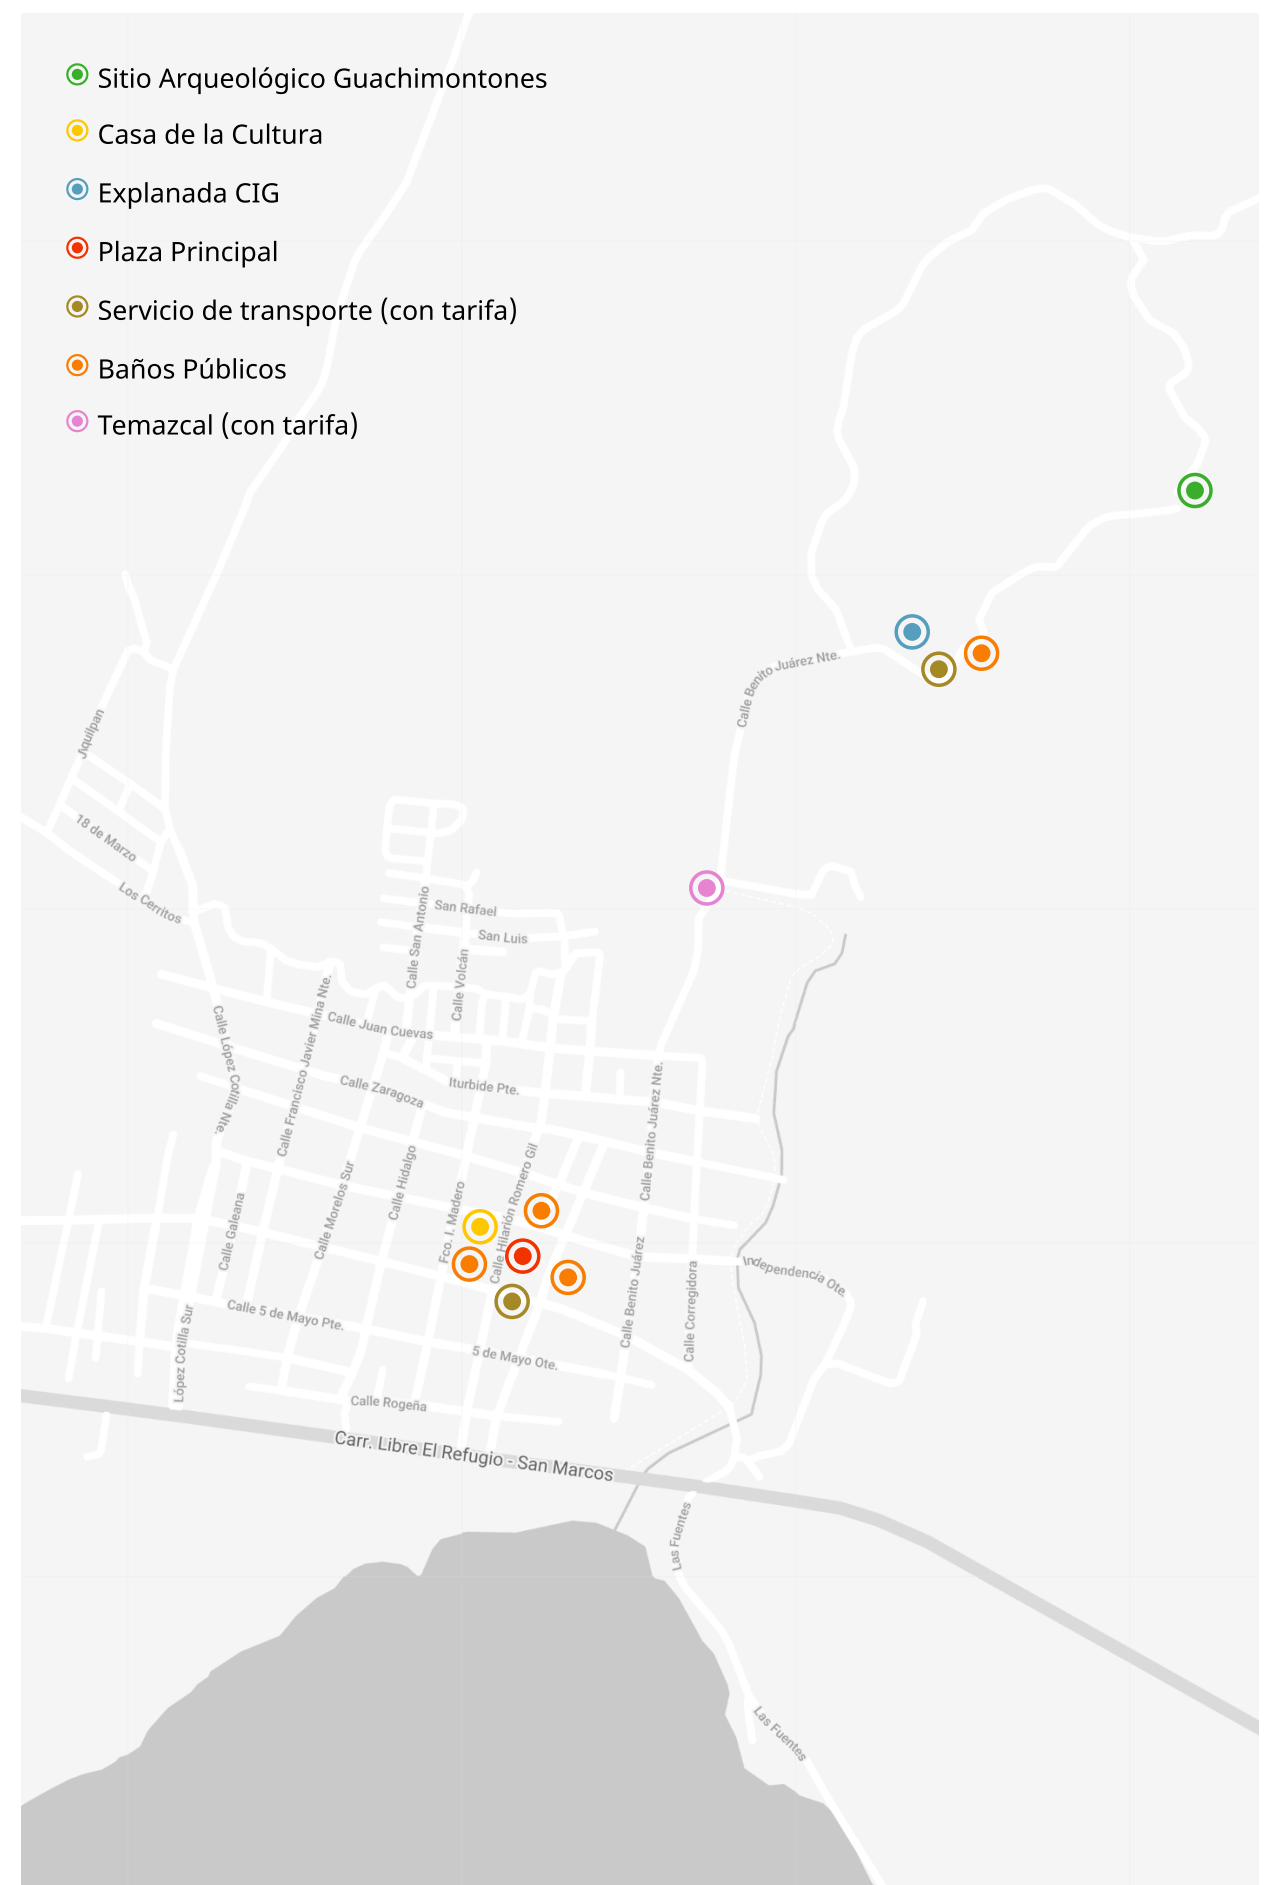 Sitio Arqueológico Guachimontones
Casa de la Cultura
Explanada CIG
Plaza Principal
Servicio de transporte (con tarifa)
Baños Públicos
Temazcal (con tarifa)
Calle Benito Juárez Nte.
Jiquilpan
18 de Marzo
Los Cerritos
Calle San Antonio
San Rafael
San Luis
Calle Volcán
Calle López Cotilla Nte.
Calle Francisco Javier Mina Nte.
Calle Juan Cuevas
Calle Zaragoza
Iturbide Pte.
Calle Benito Juárez Nte.
Calle Galeana
Calle Morelos Sur
Calle Hidalgo
Fco. I. Madero
Calle Hilarión Romero Gil
Calle Benito Juárez
Calle Corregidora
Independencia Ote.
López Cotilla Sur
Calle 5 de Mayo Pte.
5 de Mayo Ote.
Calle Rogeña
Carr. Libre El Refugio - San Marcos
Las Fuentes
Las Fuentes